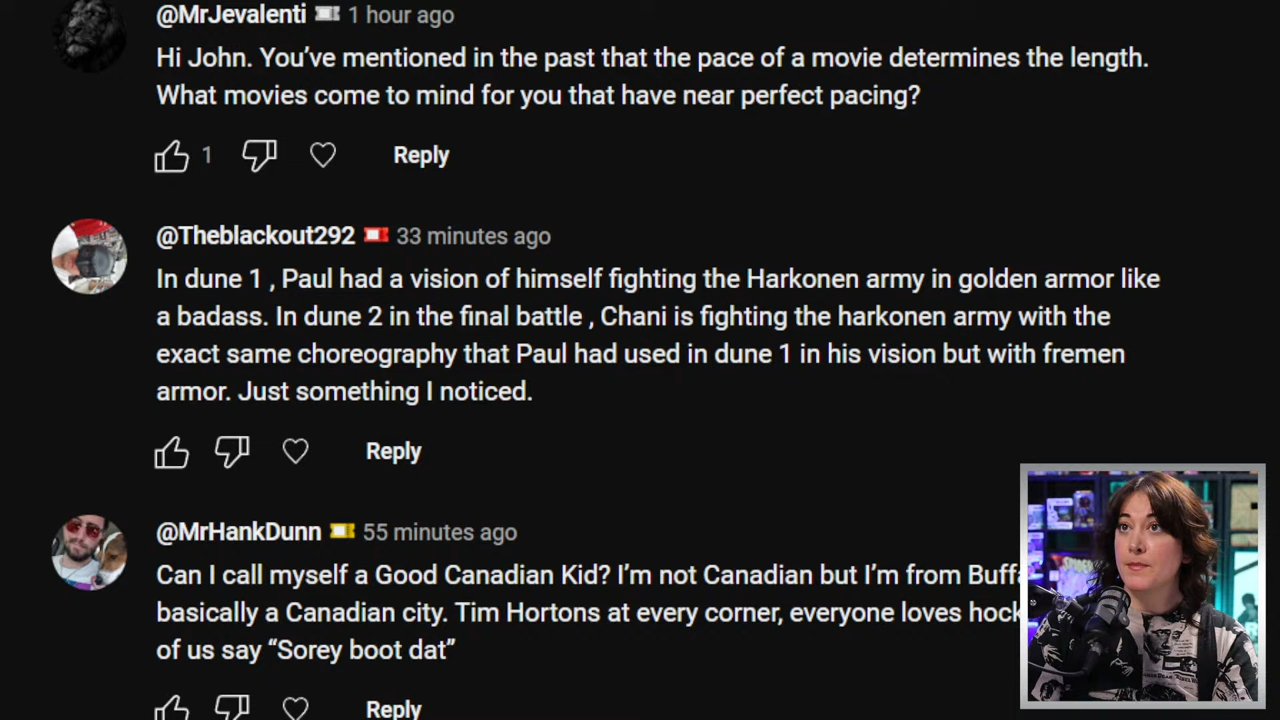 @MrJevalenti 1 hour ago
Hi John. You’ve mentioned in the past that the pace of a movie determines the length.
What movies come to mind for you that have near perfect pacing?
1 Reply
@Theblackout292 33 minutes ago
In dune 1 , Paul had a vision of himself fighting the Harkonen army in golden armor like
a badass. In dune 2 in the final battle , Chani is fighting the harkonen army with the
exact same choreography that Paul had used in dune 1 in his vision but with fremen
armor. Just something I noticed.
Reply
@MrHankDunn 55 minutes ago
Can I call myself a Good Canadian Kid? I’m not Canadian but I’m from
basically a Canadian city. Tim Hortons at every corner, everyone loves
of us say “Sorey boot dat”
Reply